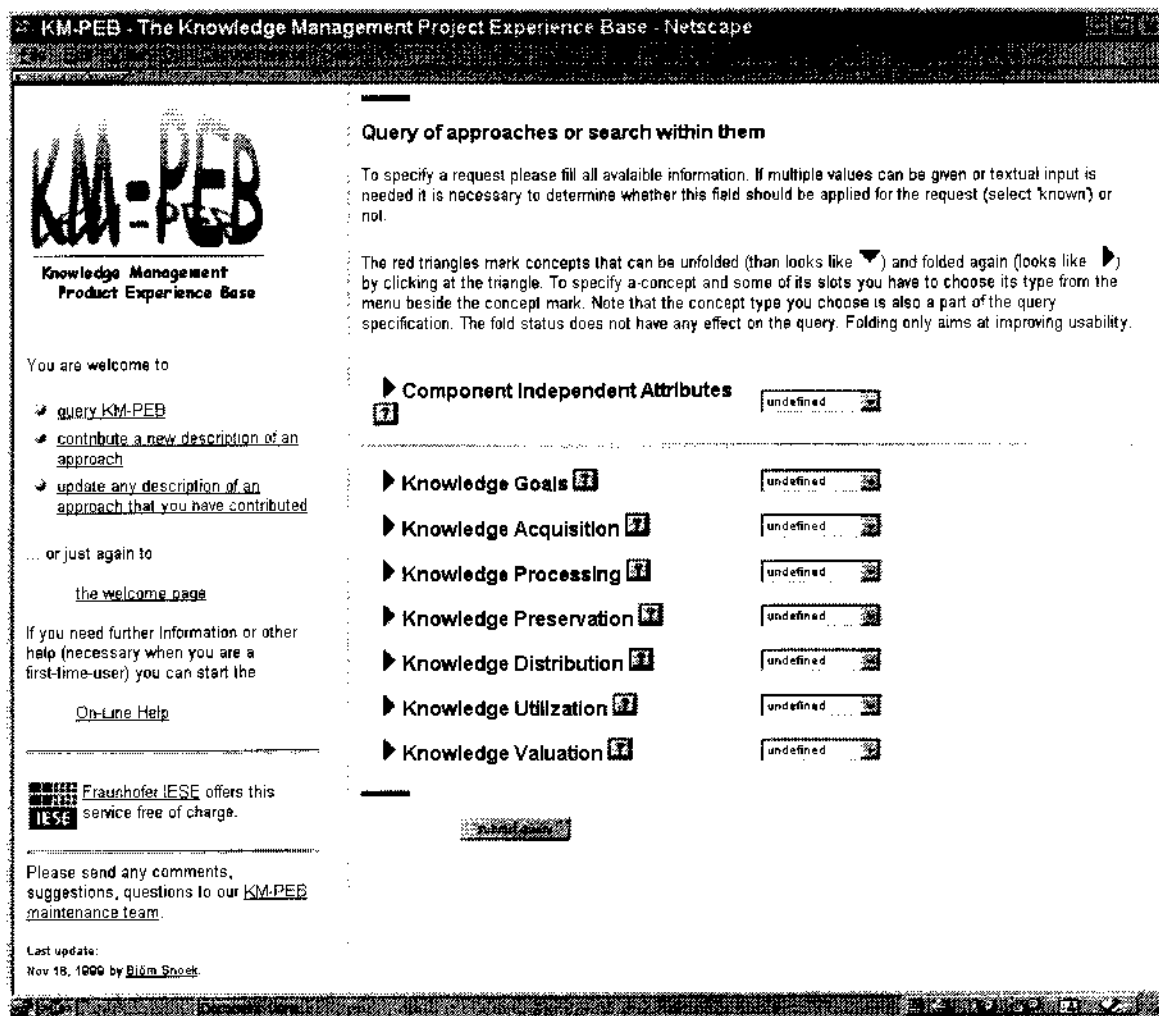 KM-PEB - The Knowledge Management Project Experience Base - Netscape
KM-PEB
Knowledge Management
Product Experience Base
You are welcome to
query KM-PEB
contribute a new description of an
approach
update any description of an
approach that you have contributed
... or just again to
the welcome page
If you need further Information or other
help (necessary when you are a
first-time-user) you can start the
On-Line Help
IESE
Fraunhofer IESE offers this
service free of charge.
Please send any comments,
suggestions, questions to our KM-PEB
maintenance team.
Last update:
Nov 18, 1999 by Björn Snoek.
Query of approaches or search within them
To specify a request please fill all avalaible information. If multiple values can be given or textual input is
needed it is necessary to determine whether this field should be applied for the request (select 'known') or
not.
The red triangles mark concepts that can be unfolded (than looks like ▼) and folded again (looks like ▶)
by clicking at the triangle. To specify a concept and some of its slots you have to choose its type from the
menu beside the concept mark. Note that the concept type you choose is also a part of the query
specification. The fold status does not have any effect on the query. Folding only aims at improving usability.
▶ Component Independent Attributes undefined
?
▶ Knowledge Goals ? undefined
▶ Knowledge Acquisition ? undefined
▶ Knowledge Processing ? undefined
▶ Knowledge Preservation ? undefined
▶ Knowledge Distribution ? undefined
▶ Knowledge Utilization ? undefined
▶ Knowledge Valuation ? undefined
submit query